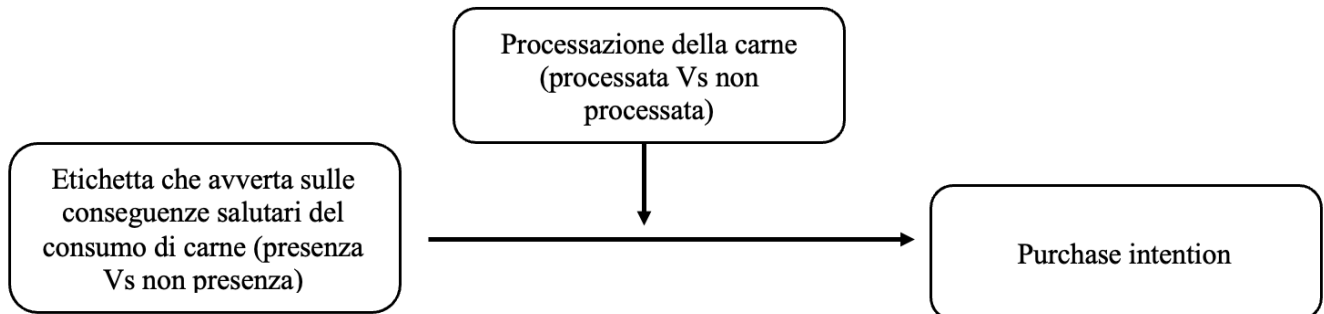 Processazione della carne
(processata Vs non
processata)
Etichetta che avverta sulle
conseguenze salutari del
consumo di carne (presenza
Vs non presenza)
Purchase intention